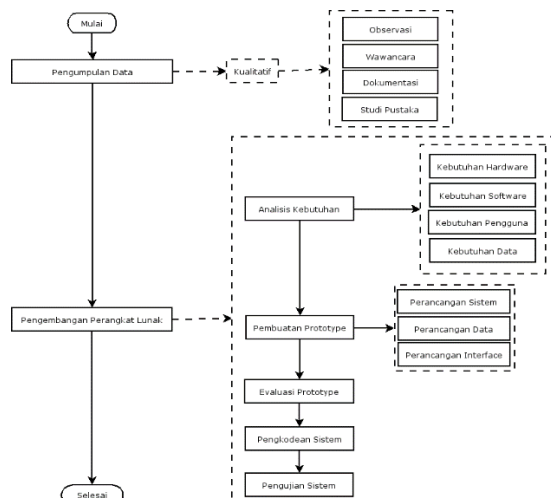 Mulai
Pengumpulan Data
Kualitatif
Observasi
Wawancara
Dokumentasi
Studi Pustaka
Analisis Kebutuhan
Kebutuhan Hardware
Kebutuhan Software
Kebutuhan Pengguna
Kebutuhan Data
Pengembangan Perangkat Lunak
Pembuatan Prototype
Perancangan Sistem
Perancangan Data
Perancangan Interface
Evaluasi Prototype
Pengkodean Sistem
Pengujian Sistem
Selesai